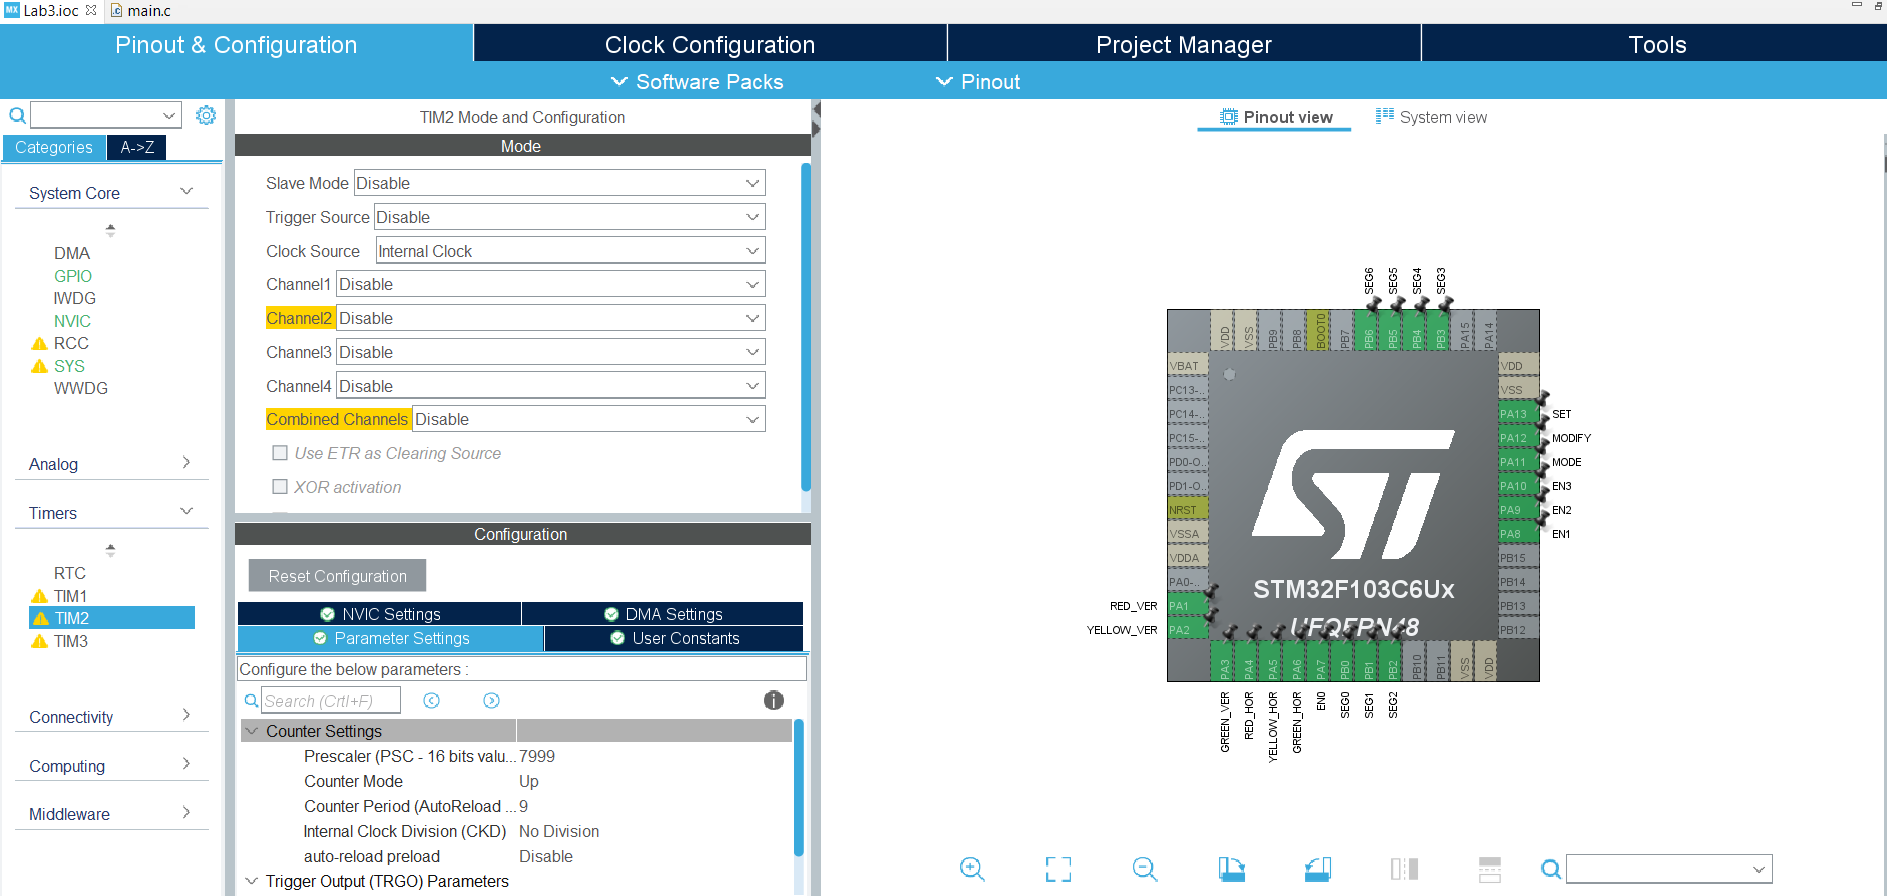 MX Lab3.ioc
main.c
Pinout & Configuration
Clock Configuration
Project Manager
Tools
Software Packs
Pinout
Categories
A->Z
System Core
DMA
GPIO
IWDG
NVIC
RCC
SYS
WWDG
Analog
Timers
RTC
TIM1
TIM2
TIM3
Connectivity
Computing
Middleware
TIM2 Mode and Configuration
Mode
Slave Mode Disable
Trigger Source Disable
Clock Source Internal Clock
Channel1 Disable
Channel2 Disable
Channel3 Disable
Channel4 Disable
Combined Channels Disable
Use ETR as Clearing Source
XOR activation
Configuration
Reset Configuration
NVIC Settings
DMA Settings
Parameter Settings
User Constants
Configure the below parameters :
Search (Crtl+F)
Counter Settings
Prescaler (PSC - 16 bits valu... 7999
Counter Mode Up
Counter Period (AutoReload ... 9
Internal Clock Division (CKD) No Division
auto-reload preload Disable
Trigger Output (TRGO) Parameters
Pinout view
System view
SEG6
SEG5
SEG4
SEG3
VDD
VSS
PB9
PB8
BOOT0
PB7
PB6
PB5
PB4
PB3
PA15
PA14
VBAT
PC13-..
PC14-..
PC15-..
PD0-O..
PD1-O..
NRST
VSSA
VDDA
PA0-..
RED_VER PA1
YELLOW_VER PA2
VDD
VSS
PA13 SET
PA12 MODIFY
PA11 MODE
PA10 EN3
PA9 EN2
PA8 EN1
PB15
PB14
PB13
PB12
ST
STM32F103C6Ux
UFQFPN48
PA3
PA4
PA5
PA6
PA7
PB0
PB1
PB2
PB10
PB11
VSS
VDD
GREEN_VER
RED_HOR
YELLOW_HOR
GREEN_HOR
EN0
SEG0
SEG1
SEG2